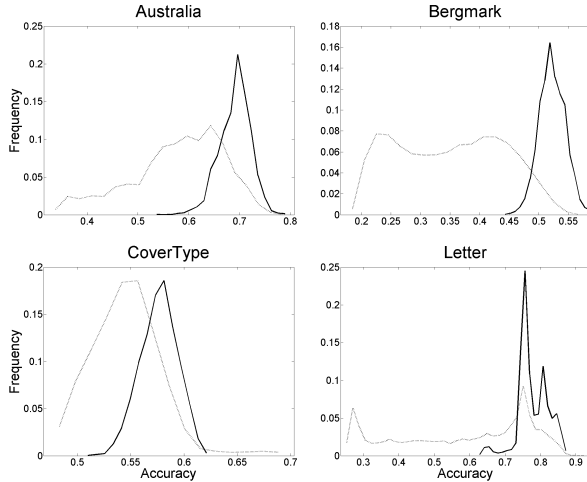 Australia
0.25
0.2
0.15
0.1
0.05
0
0.4 0.5 0.6 0.7 0.8
Frequency
Bergmark
0.18
0.16
0.14
0.12
0.1
0.08
0.06
0.04
0.02
0
0.2 0.25 0.3 0.35 0.4 0.45 0.5 0.55
CoverType
0.2
0.15
0.1
0.05
0
0.5 0.55 0.6 0.65 0.7
Frequency
Accuracy
Letter
0.25
0.2
0.15
0.1
0.05
0
0.3 0.4 0.5 0.6 0.7 0.8 0.9
Accuracy